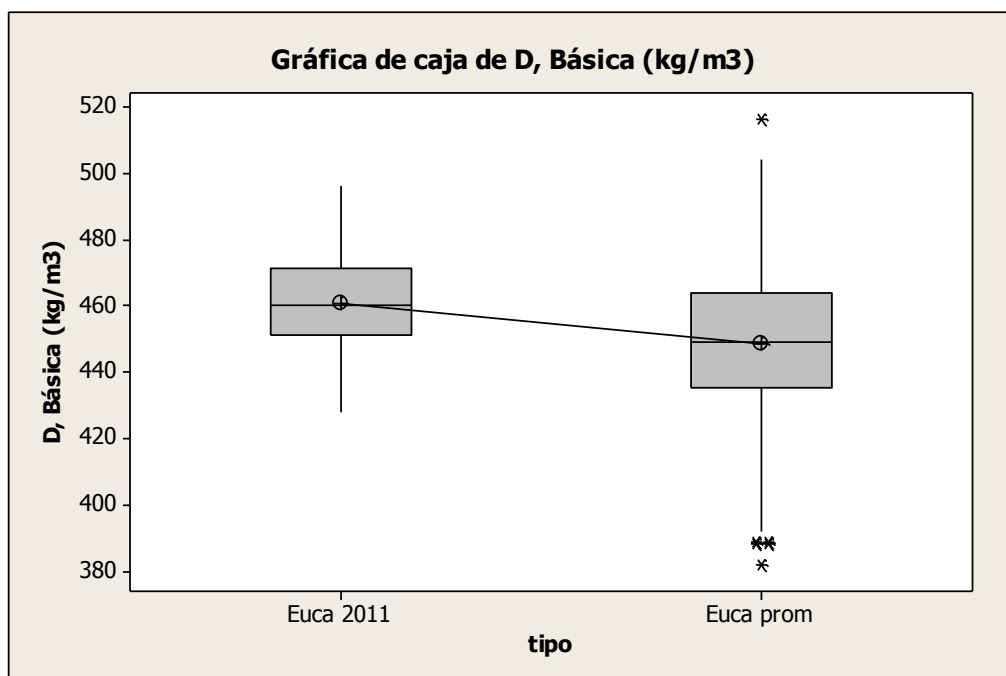 Gráfica de caja de D, Básica (kg/m3)
520
500
480
460
440
420
400
380
D, Básica (kg/m3)
Euca 2011
Euca prom
tipo